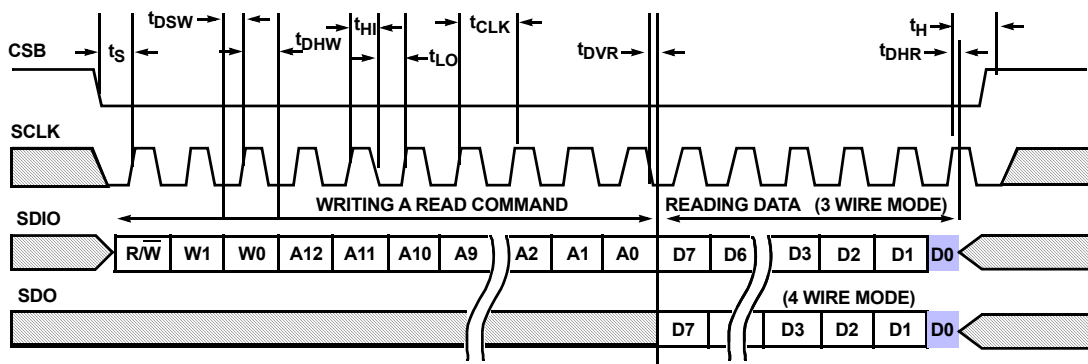 tDSW tHI tCLK tH
CSB tS tDHW tLO tDVR tDHR
SCLK
WRITING A READ COMMAND READING DATA (3 WIRE MODE)
SDIO
R/W W1 W0 A12 A11 A10 A9 A2 A1 A0 D7 D6 D3 D2 D1 D0
SDO
(4 WIRE MODE)
D7 D3 D2 D1 D0